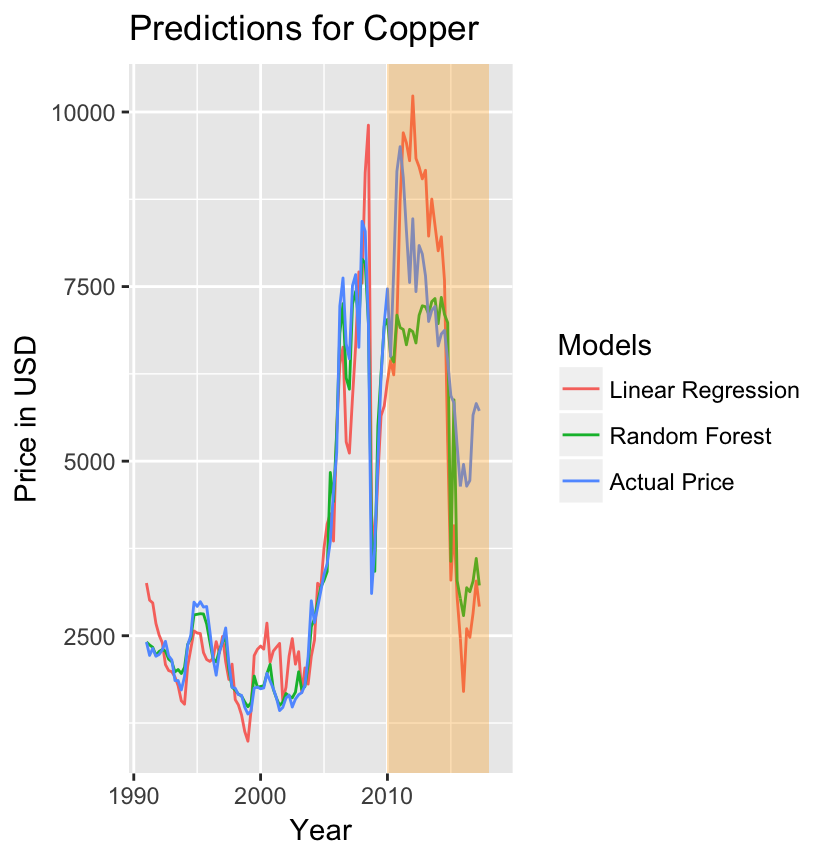 Predictions for Copper
10000
7500
5000
2500
Price in USD
1990
2000
2010
Year
Models
Linear Regression
Random Forest
Actual Price